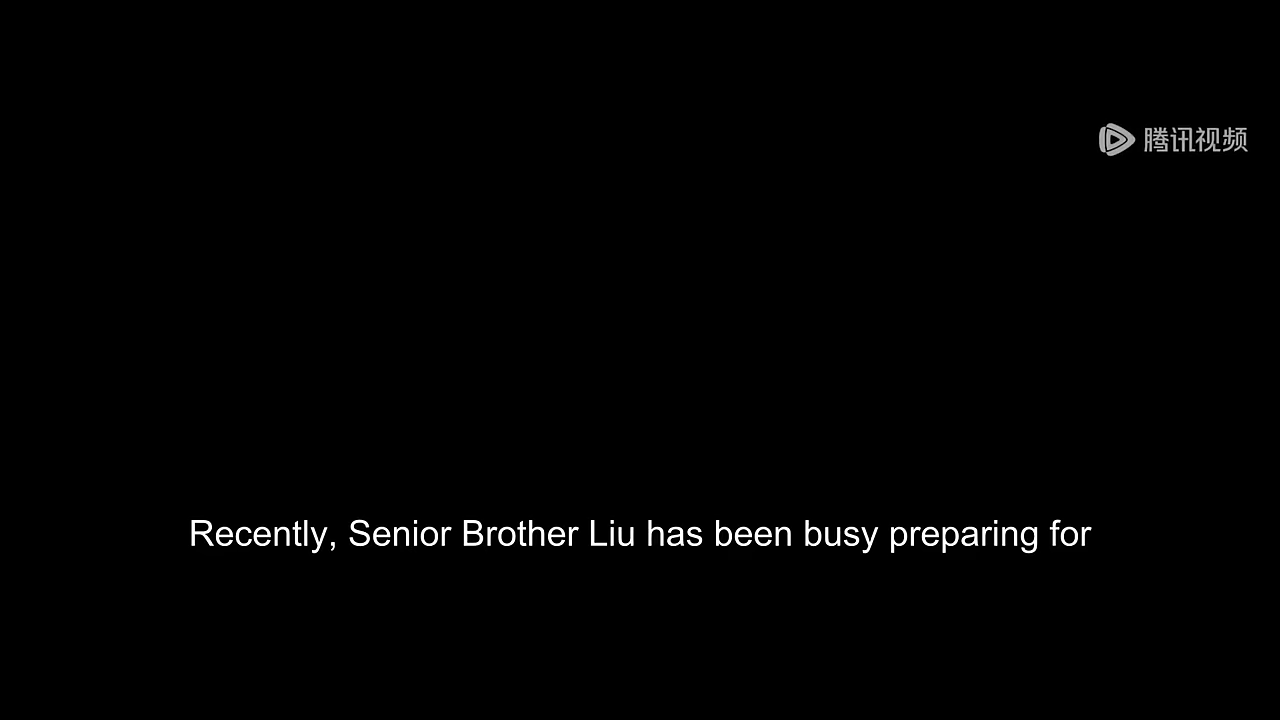 腾讯视频
Recently, Senior Brother Liu has been busy preparing for